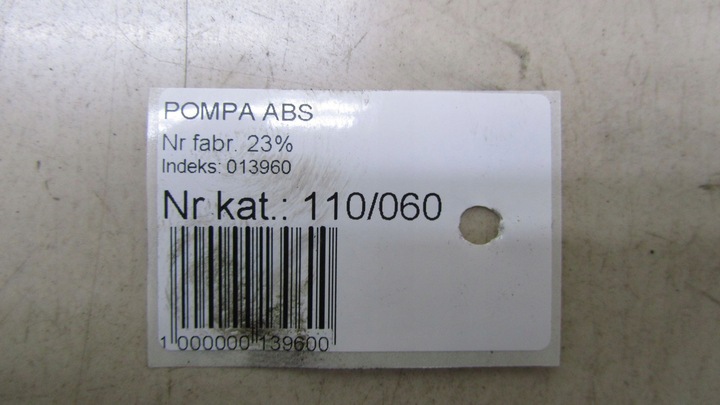 POMPA ABS
Nr fabr. 23%
Indeks: 013960
Nr kat.: 110/060
1 000000 139600